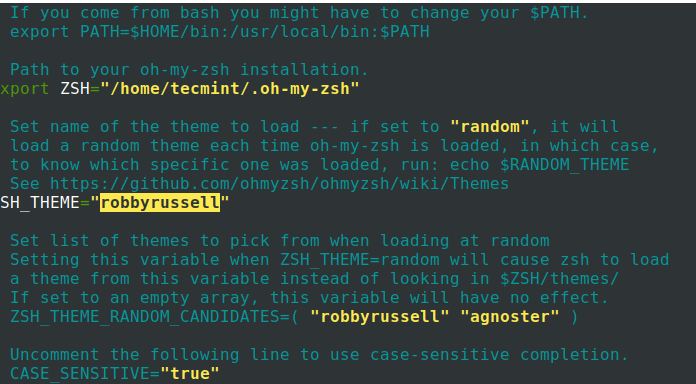 If you come from bash you might have to change your $PATH.
export PATH=$HOME/bin:/usr/local/bin:$PATH
Path to your oh-my-zsh installation.
xport ZSH="/home/tecmint/.oh-my-zsh"
Set name of the theme to load --- if set to "random", it will
load a random theme each time oh-my-zsh is loaded, in which case,
to know which specific one was loaded, run: echo $RANDOM_THEME
See https://github.com/ohmyzsh/ohmyzsh/wiki/Themes
SH_THEME="robbyrussell"
Set list of themes to pick from when loading at random
Setting this variable when ZSH_THEME=random will cause zsh to load
a theme from this variable instead of looking in $ZSH/themes/
If set to an empty array, this variable will have no effect.
ZSH_THEME_RANDOM_CANDIDATES=( "robbyrussell" "agnoster" )
Uncomment the following line to use case-sensitive completion.
CASE_SENSITIVE="true"